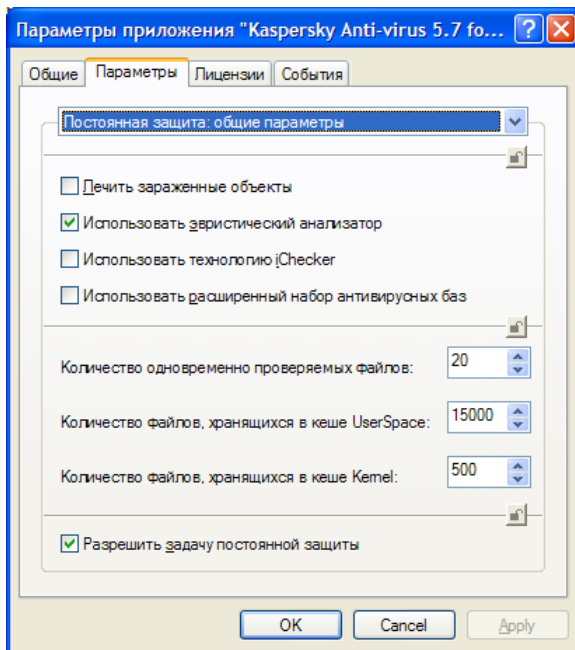 Параметры приложения "Kaspersky Anti-virus 5.7 fo...
Общие Параметры Лицензии События
Постоянная защита: общие параметры
Лечить зараженные объекты
Использовать эвристический анализатор
Использовать технологию iChecker
Использовать расширенный набор антивирусных баз
Количество одновременно проверяемых файлов: 20
Количество файлов, хранящихся в кеше UserSpace: 15000
Количество файлов, хранящихся в кеше Kernel: 500
Разрешить задачу постоянной защиты
OK Cancel Apply